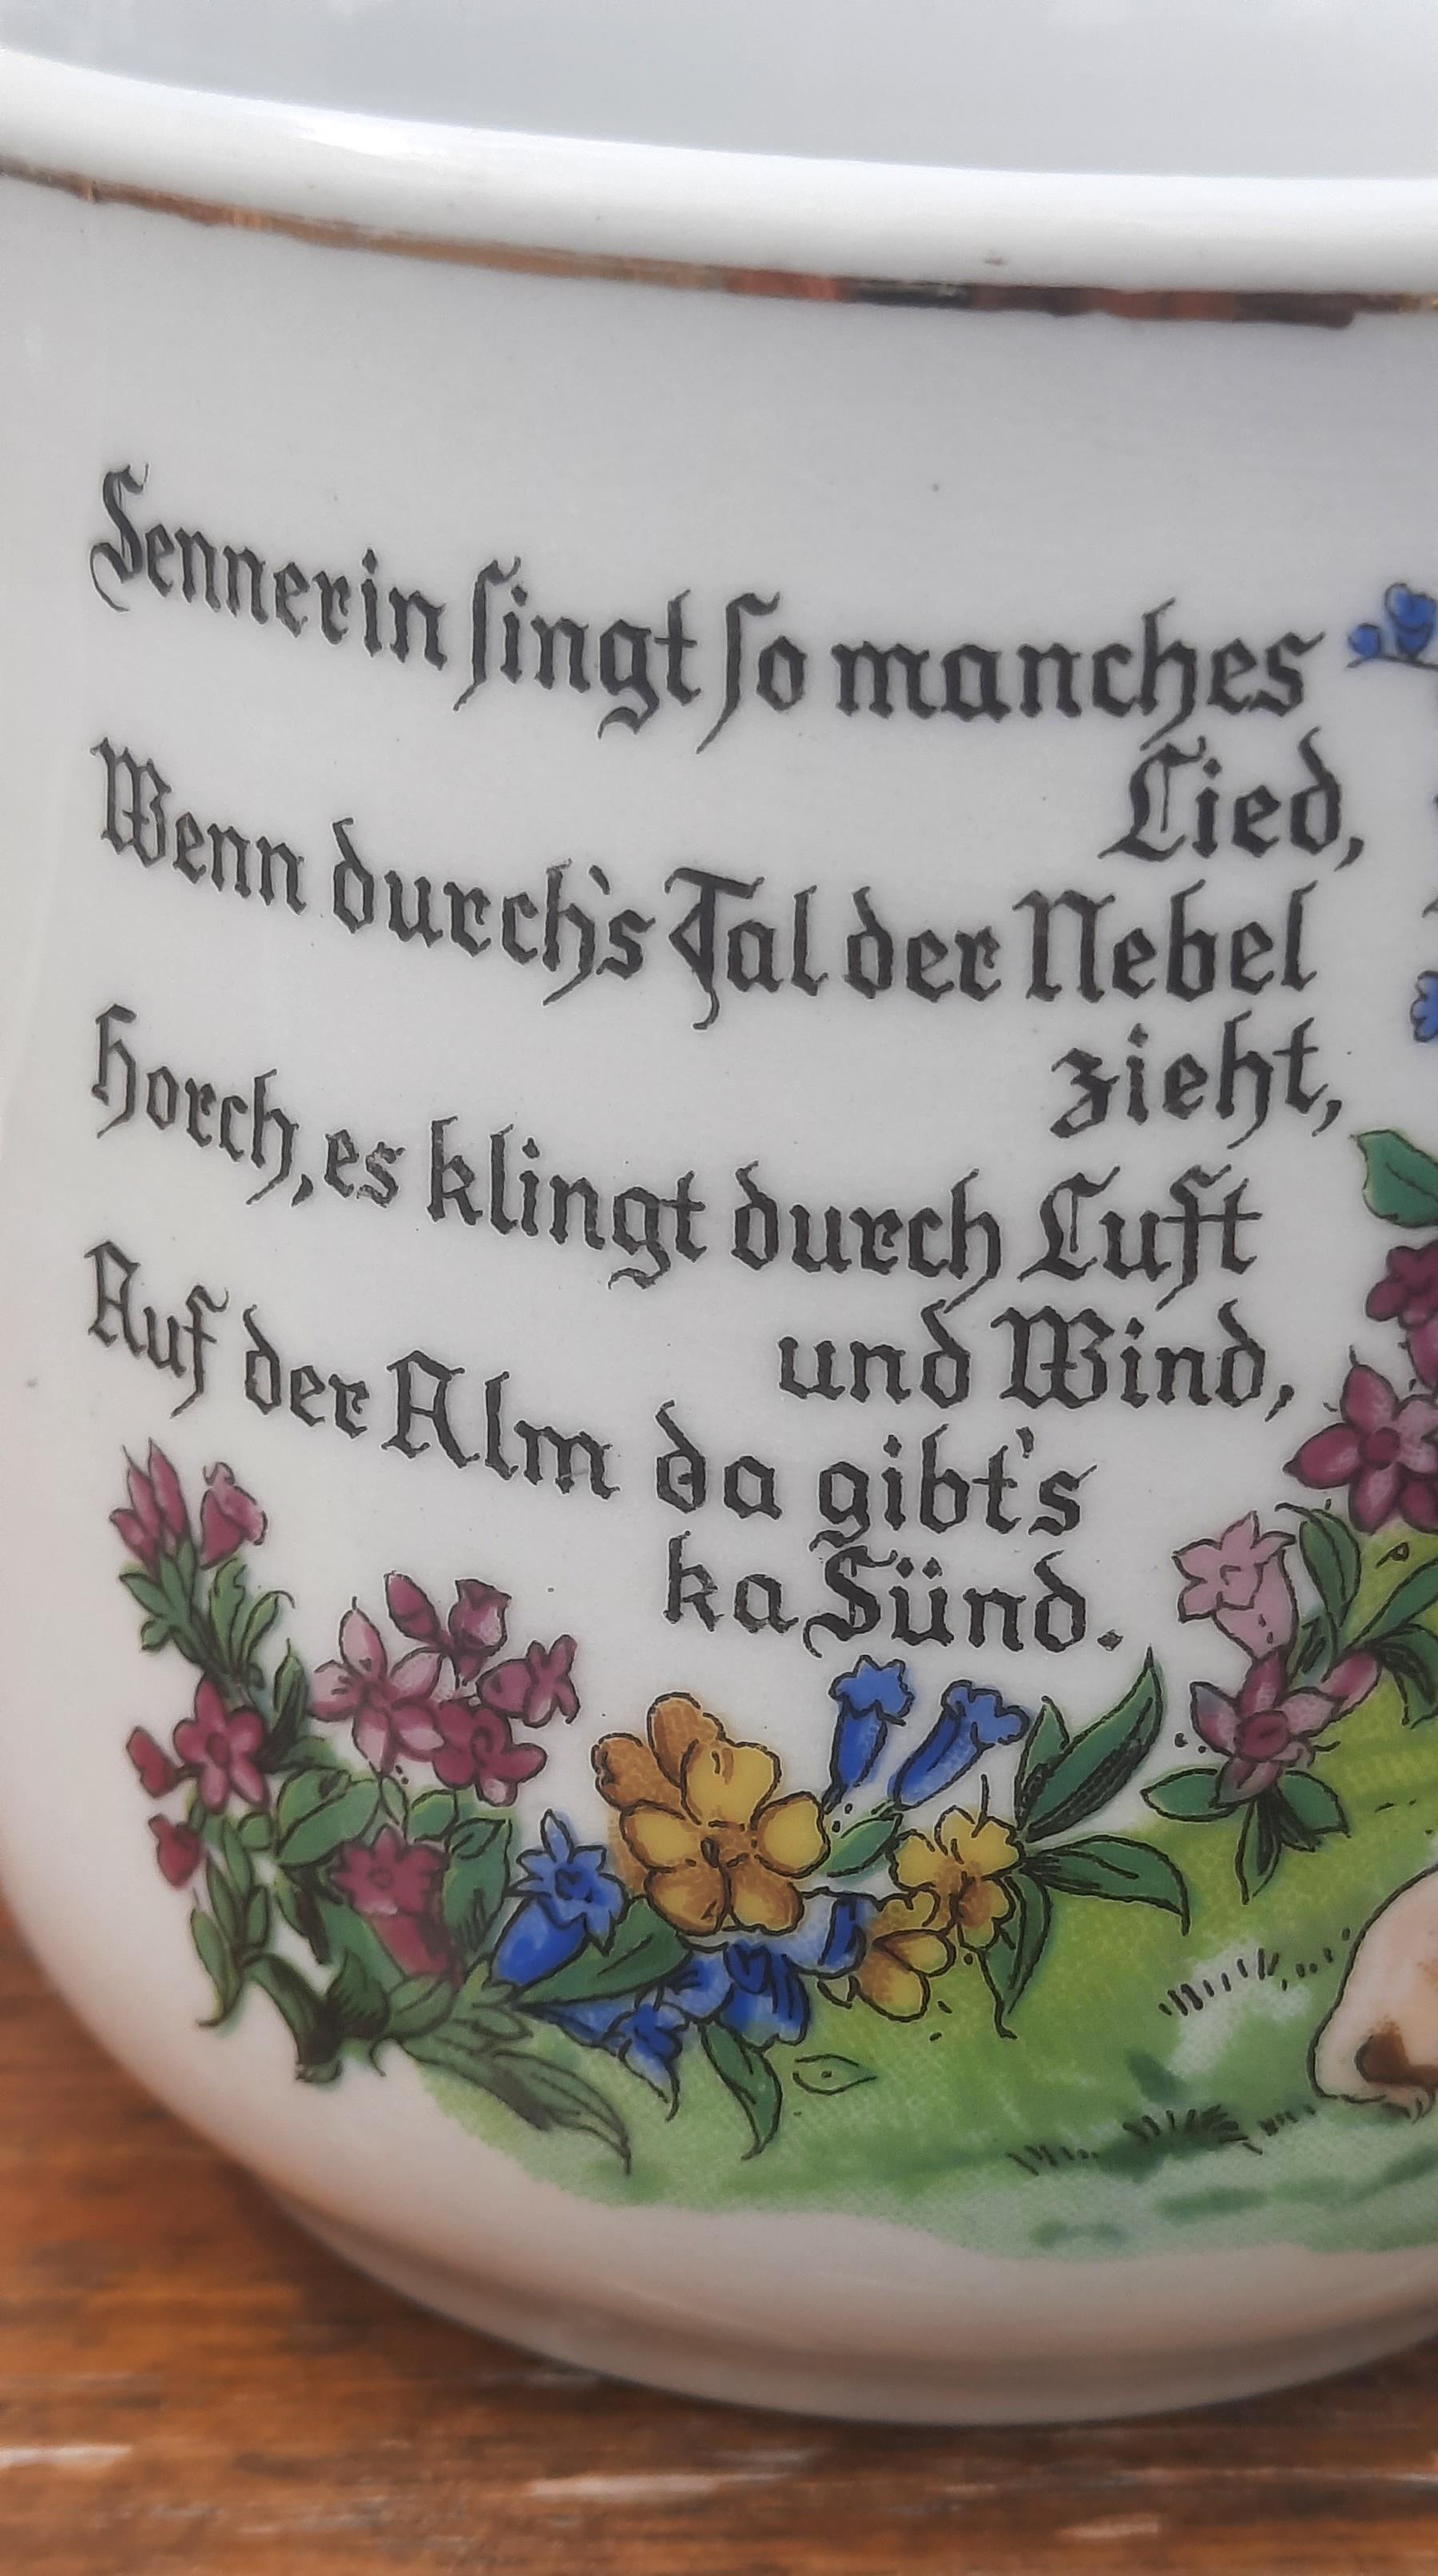 Sennerin singt so manches
Lied,
Wenn durch's Tal der Nebel
zieht,
Horch, es klingt durch Luft
und Wind,
Auf der Alm da gibt's
ka Sünd.